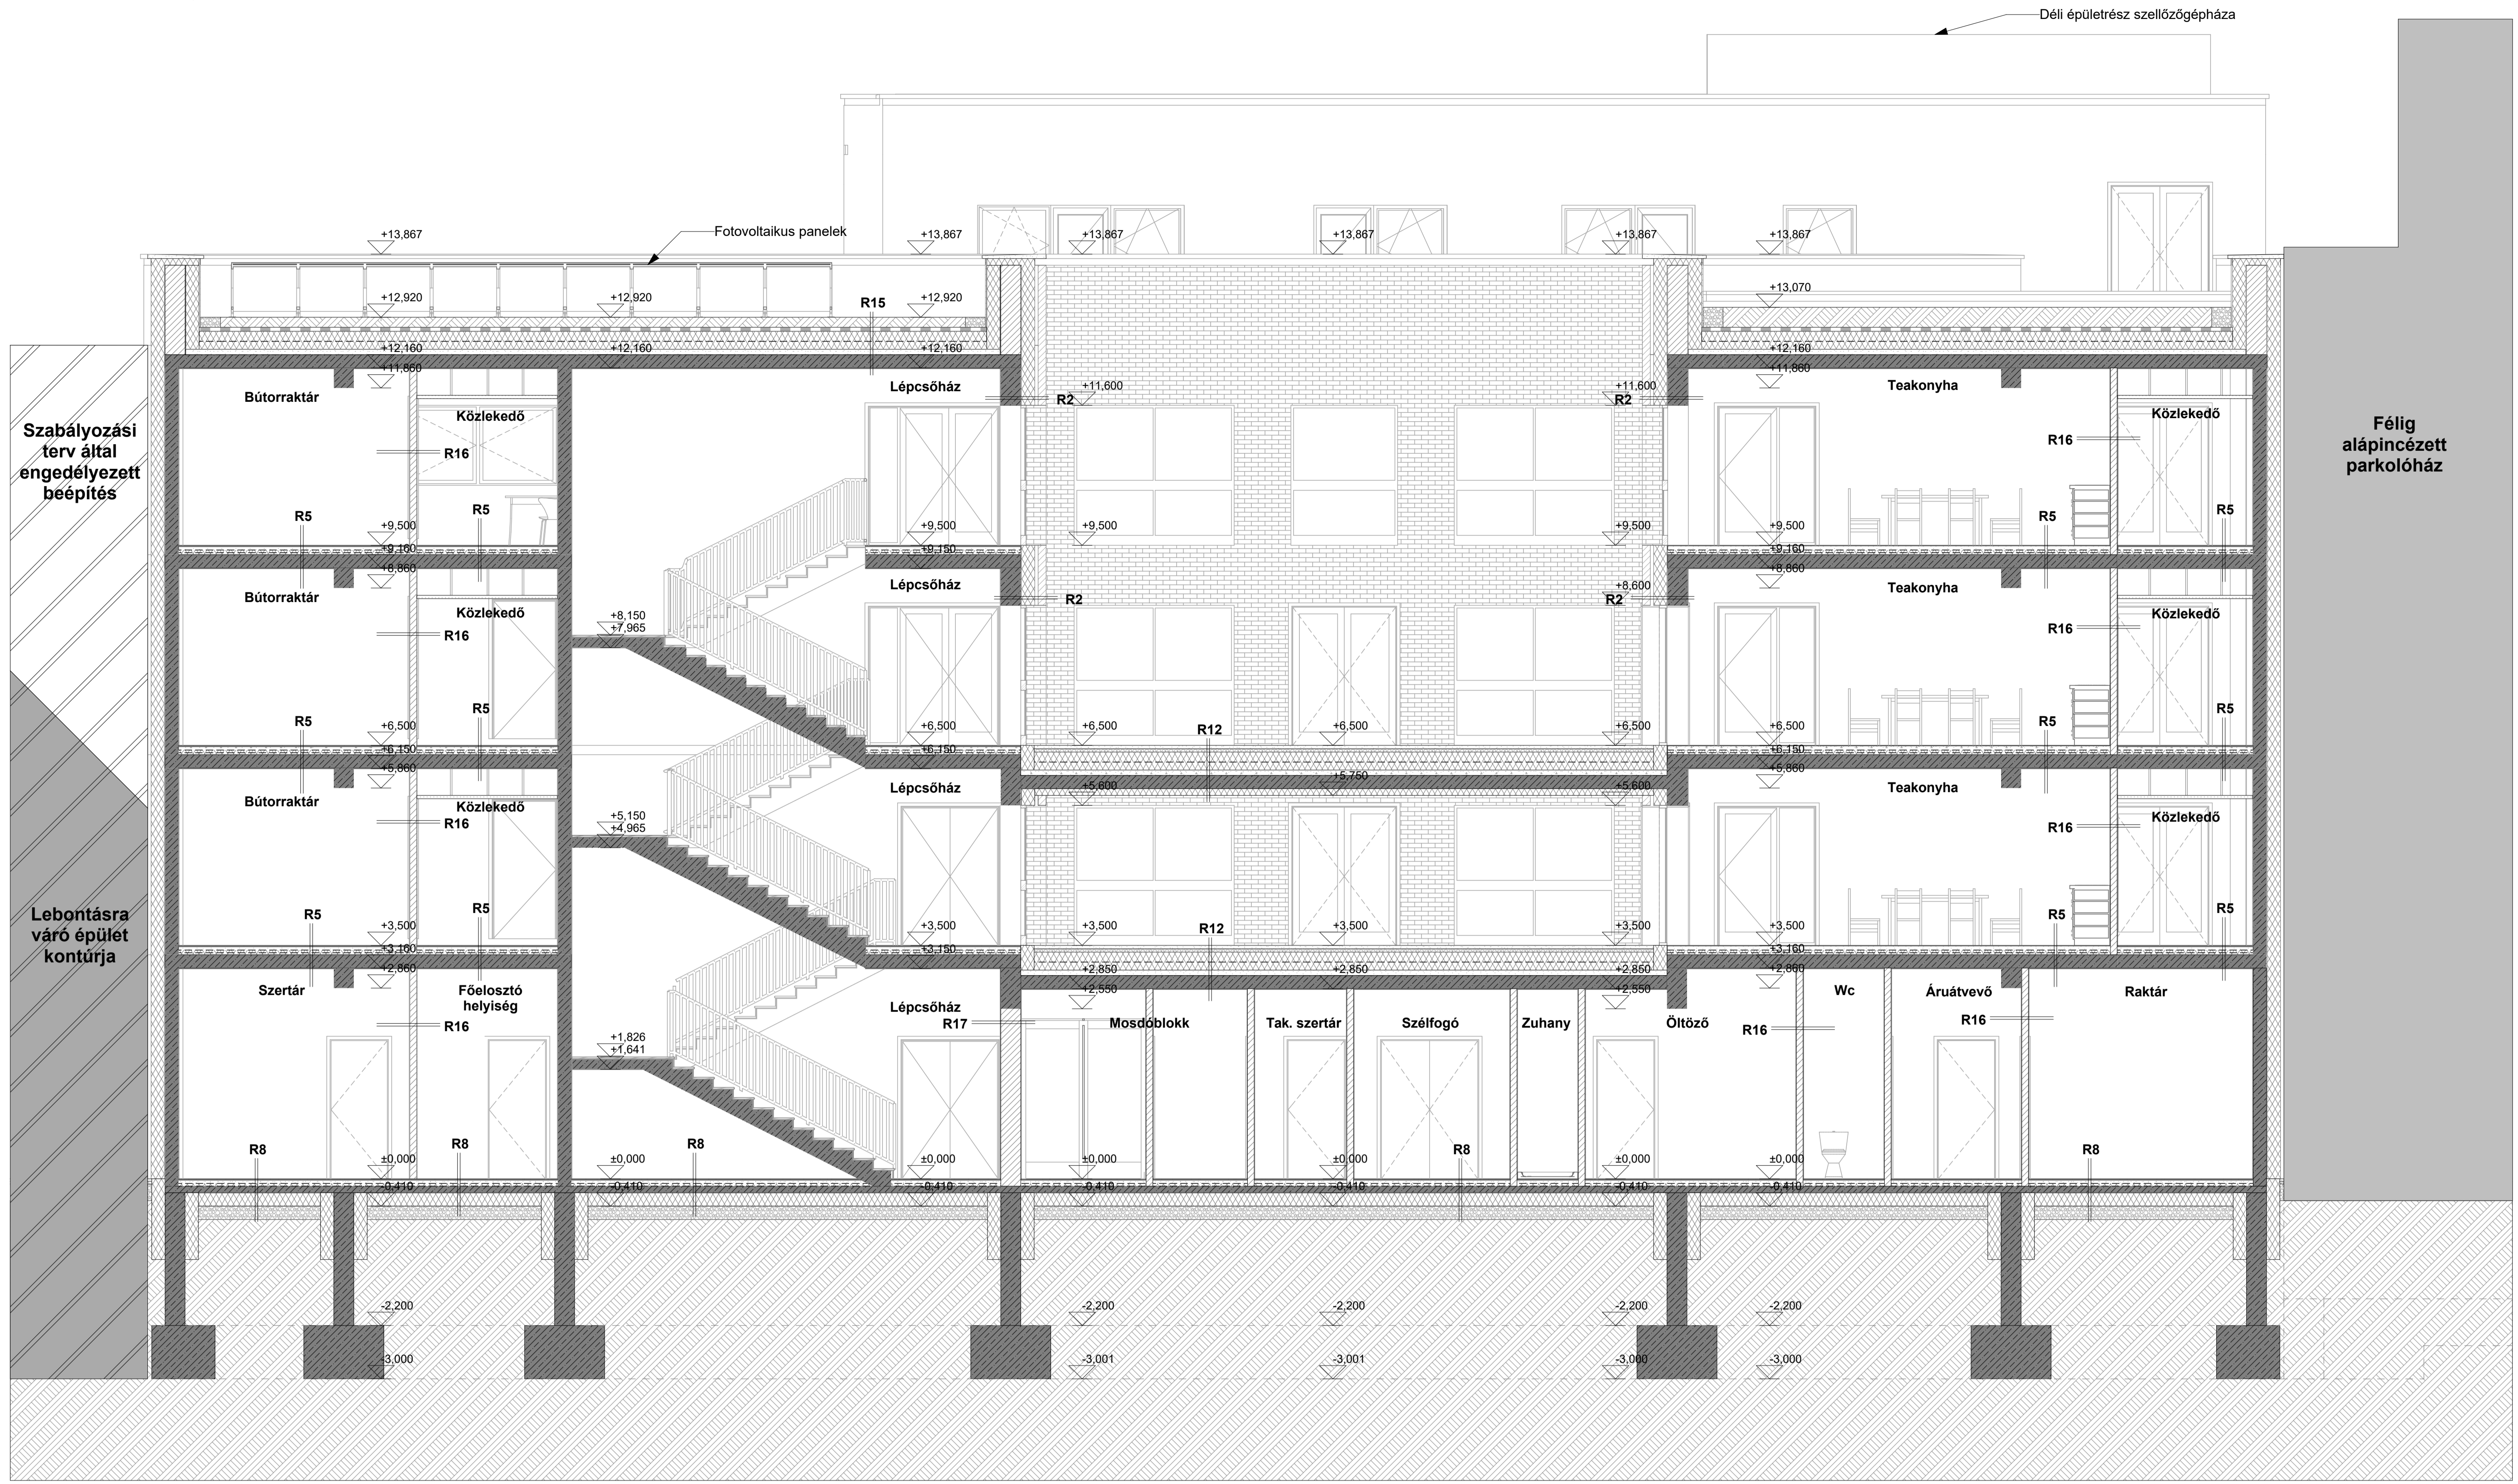 Déli épületrész szellőzőgépháza
Fotovoltaikus panelek
+13,867
+13,867
+13,867
+13,867
+13,867
+13,867
+12,920
+12,920
R15
+12,920
+13,070
+12,160
+12,160
+12,160
+12,160
+11,860
+11,860
Bútorraktár
Közlekedő
Lépcsőház
+11,600
R2
+11,600
R2
Teakonyha
Közlekedő
Szabályozási
terv által
engedélyezett
beépítés
Félig
alápincézett
parkolóház
R16
R16
R5
R5
R5
R5
+9,500
+9,500
+9,500
+9,500
+9,500
+9,160
+9,150
+9,160
+8,860
+8,860
Bútorraktár
Közlekedő
Lépcsőház
R2
+8,600
R2
Teakonyha
Közlekedő
+8,150
+7,965
R16
R16
R5
R5
R5
R5
+6,500
+6,500
+6,500
R12
+6,500
+6,500
+6,500
+6,150
+6,150
+6,150
+5,860
+5,750
+5,860
+5,600
+5,600
Bútorraktár
Közlekedő
Lépcsőház
Teakonyha
Közlekedő
+5,150
+4,965
R16
R16
Lebontásra
váró épület
kontúrja
R5
R5
R5
R5
+3,500
+3,500
+3,500
R12
+3,500
+3,500
+3,500
+3,160
+3,150
+3,160
+2,860
+2,850
+2,850
+2,850
+2,860
+2,550
+2,550
Szertár
Főelosztó
helyiség
Lépcsőház
Wc
Áruátvevő
Raktár
R16
R17
Mosdóblokk
Tak. szertár
Szélfogó
Zuhany
Öltöző
R16
R16
+1,826
+1,641
R8
R8
R8
R8
R8
±0,000
±0,000
±0,000
±0,000
±0,000
±0,000
±0,000
-0,410
-0,410
-0,410
-0,410
-0,410
-0,410
-0,410
-2,200
-2,200
-2,200
-2,200
-2,200
-3,000
-3,001
-3,001
-3,000
-3,000